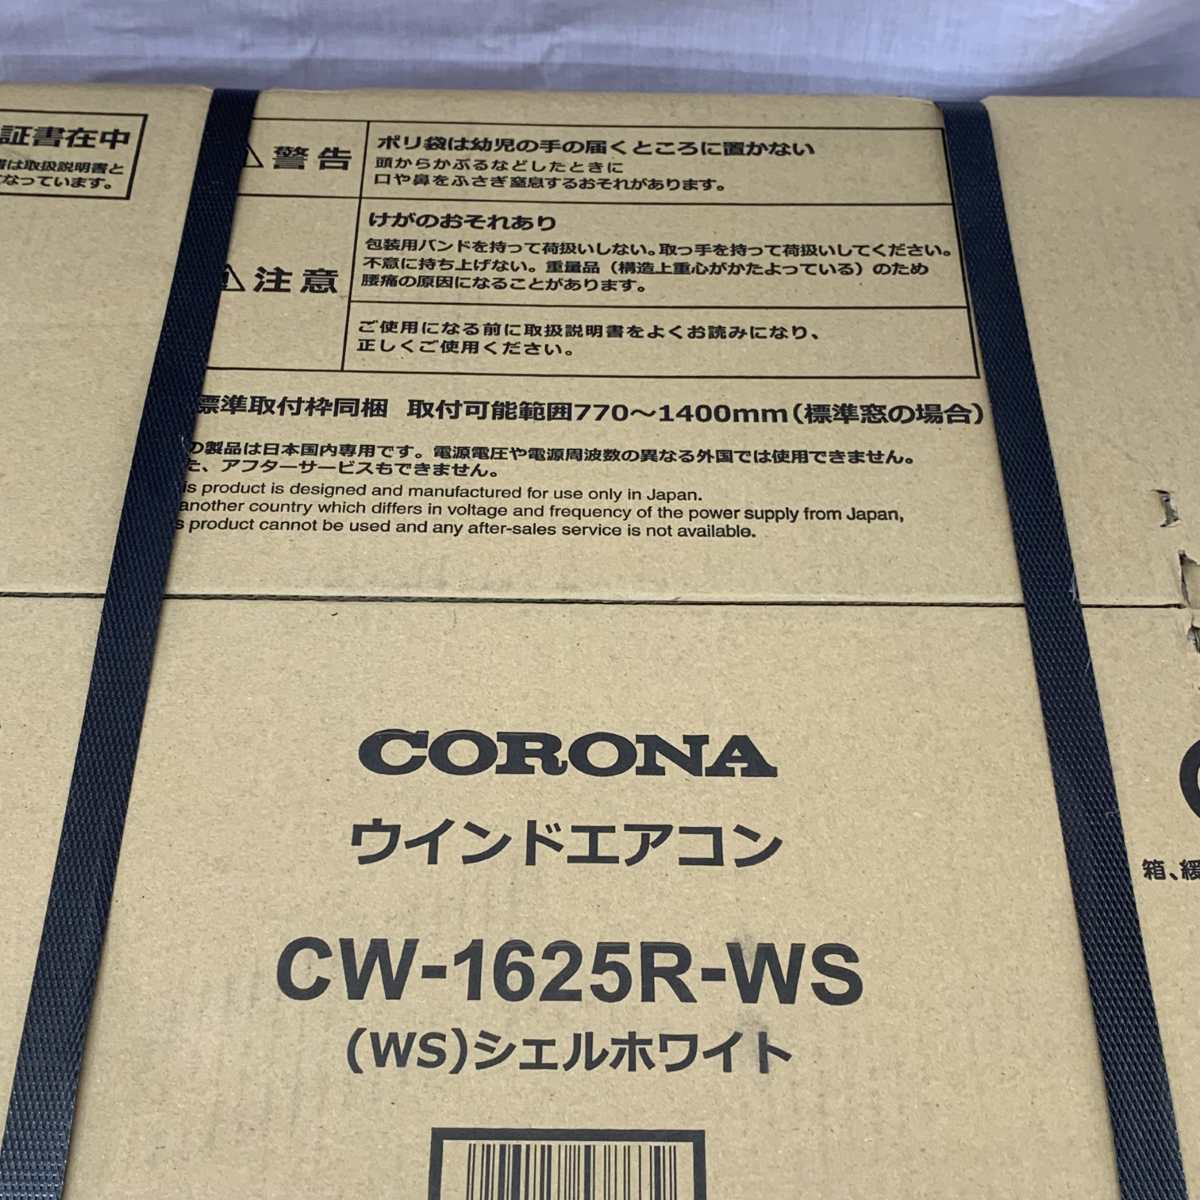 証書在中
書は取扱説明書と
なっています。
警告
ポリ袋は幼児の手の届くところに置かない
頭からかぶるなどしたときに
口や鼻をふさぎ窒息するおそれがあります。
注意
けがのおそれあり
包装用バンドを持って荷扱いしない。取っ手を持って荷扱いしてください。
不意に持ち上げない。重量品（構造上重心がかたよっている）のため
腰痛の原因になることがあります。
ご使用になる前に取扱説明書をよくお読みになり、
正しくご使用ください。
標準取付枠同梱 取付可能範囲770〜1400mm（標準窓の場合）
の製品は日本国内専用です。電源電圧や電源周波数の異なる外国では使用できません。
た、アフターサービスもできません。
is product is designed and manufactured for use only in Japan.
another country which differs in voltage and frequency of the power supply from Japan,
s product cannot be used and any after-sales service is not available.
CORONA
ウインドエアコン
CW-1625R-WS
(WS)シェルホワイト
箱、緩